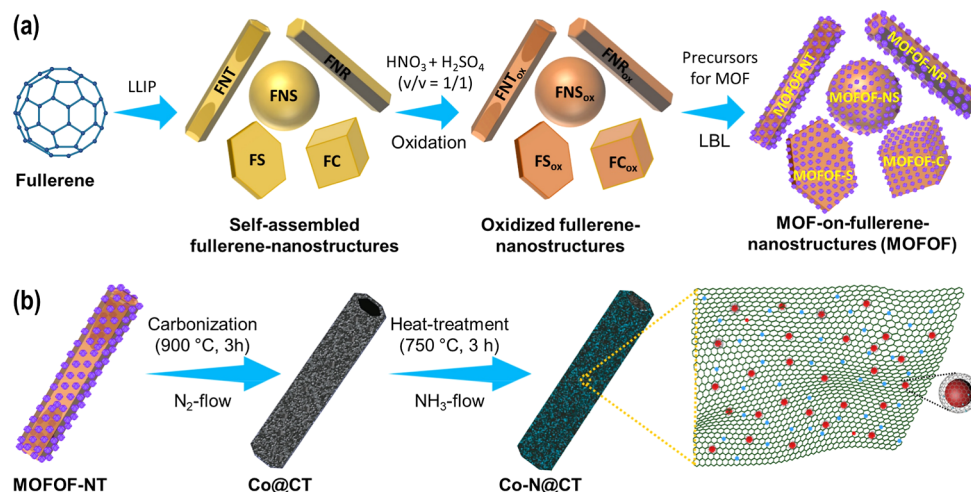 (a)
Fullerene
LLIP
FNT
FNR
FNS
FS
FC
Self-assembled
fullerene-nanostructures
HNO₃ + H₂SO₄
(v/v = 1/1)
Oxidation
FNTₒₓ
FNRₒₓ
FNSₒₓ
FSₒₓ
FCₒₓ
Oxidized fullerene-
nanostructures
Precursors
for MOF
LBL
MOFOF-NT
MOFOF-NR
MOFOF-NS
MOFOF-S
MOFOF-C
MOF-on-fullerene-
nanostructures (MOFOF)
(b)
MOFOF-NT
Carbonization
(900 °C, 3h)
N₂-flow
Co@CT
Heat-treatment
(750 °C, 3 h)
NH₃-flow
Co-N@CT